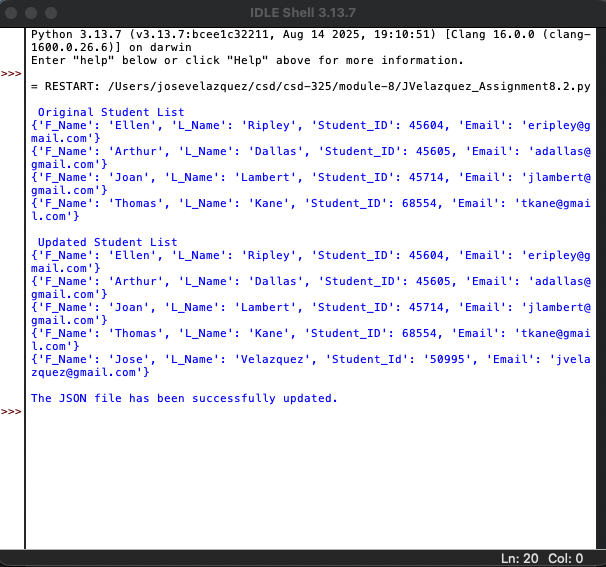 IDLE Shell 3.13.7
Python 3.13.7 (v3.13.7:bcee1c32211, Aug 14 2025, 19:10:51) [Clang 16.0.0 (clang-
1600.0.26.6)] on darwin
Enter "help" below or click "Help" above for more information.
>>>
= RESTART: /Users/josevelazquez/csd/csd-325/module-8/JVelazquez_Assignment8.2.py
Original Student List
{'F_Name': 'Ellen', 'L_Name': 'Ripley', 'Student_ID': 45604, 'Email': 'eripley@g
mail.com'}
{'F_Name': 'Arthur', 'L_Name': 'Dallas', 'Student_ID': 45605, 'Email': 'adallas@
gmail.com'}
{'F_Name': 'Joan', 'L_Name': 'Lambert', 'Student_ID': 45714, 'Email': 'jlambert@
gmail.com'}
{'F_Name': 'Thomas', 'L_Name': 'Kane', 'Student_ID': 68554, 'Email': 'tkane@gmai
l.com'}
Updated Student List
{'F_Name': 'Ellen', 'L_Name': 'Ripley', 'Student_ID': 45604, 'Email': 'eripley@g
mail.com'}
{'F_Name': 'Arthur', 'L_Name': 'Dallas', 'Student_ID': 45605, 'Email': 'adallas@
gmail.com'}
{'F_Name': 'Joan', 'L_Name': 'Lambert', 'Student_ID': 45714, 'Email': 'jlambert@
gmail.com'}
{'F_Name': 'Thomas', 'L_Name': 'Kane', 'Student_ID': 68554, 'Email': 'tkane@gmai
l.com'}
{'F_Name': 'Jose', 'L_Name': 'Velazquez', 'Student_Id': '50995', 'Email': 'jvela
zquez@gmail.com'}
The JSON file has been successfully updated.
>>>
Ln: 20 Col: 0